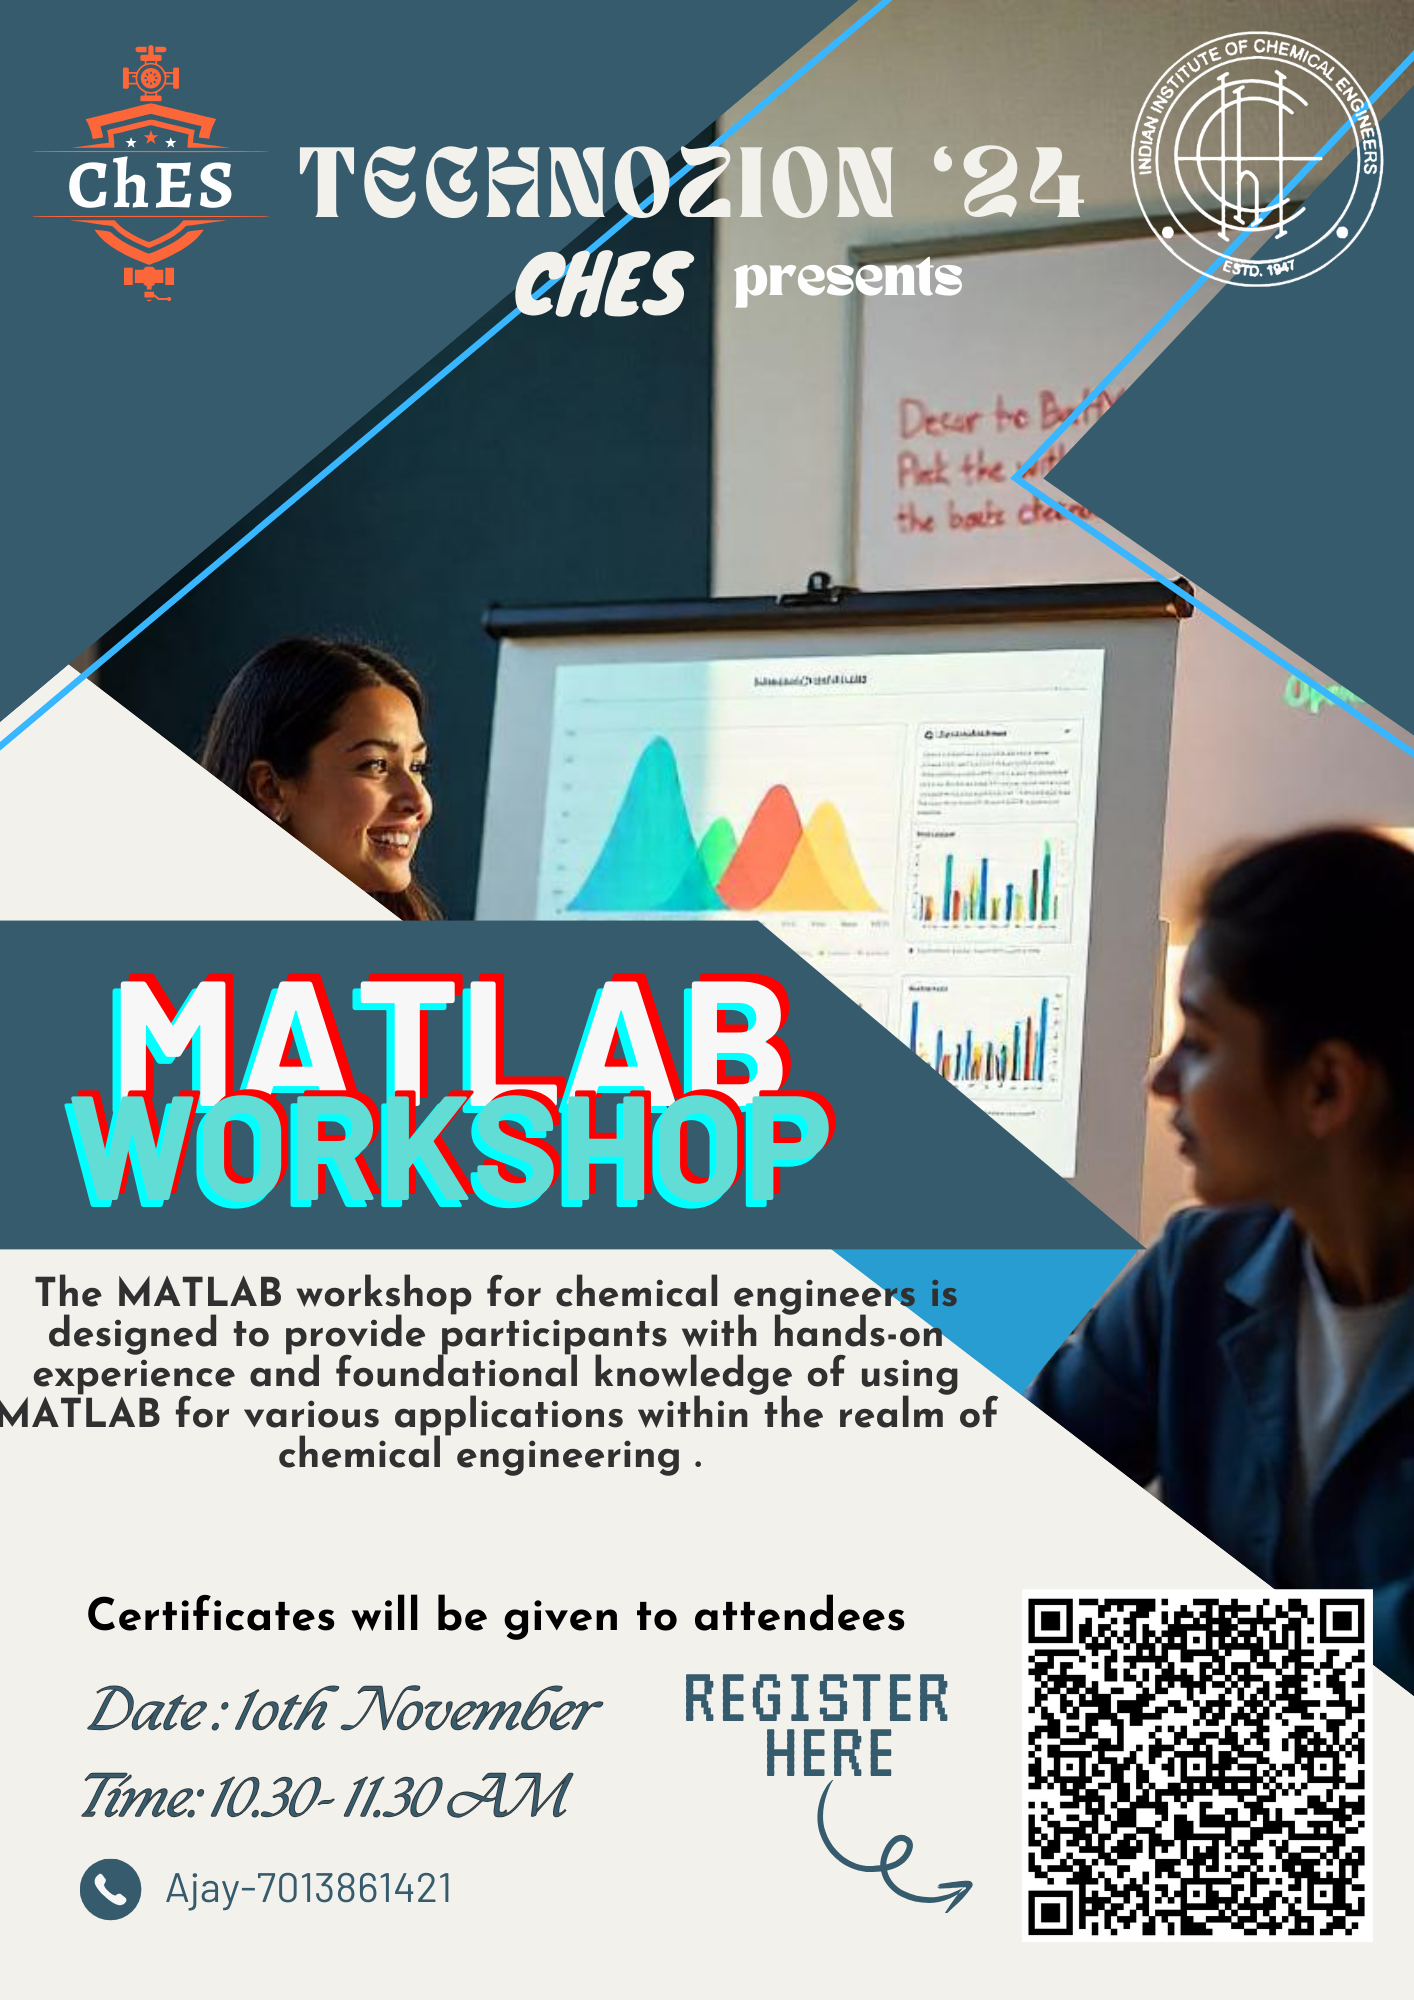 ChES
TECHNOZION ‘24
INDIAN INSTITUTE OF CHEMICAL ENGINEERS
ESTD. 1947
CHES presents
the
the
Open
MATLAB
WORKSHOP
The MATLAB workshop for chemical engineers is
designed to provide participants with hands-on
experience and foundational knowledge of using
MATLAB for various applications within the realm of
chemical engineering .
Certificates will be given to attendees
Date : 10th November
Time: 10.30- 11.30 AM
Ajay-7013861421
REGISTER
HERE